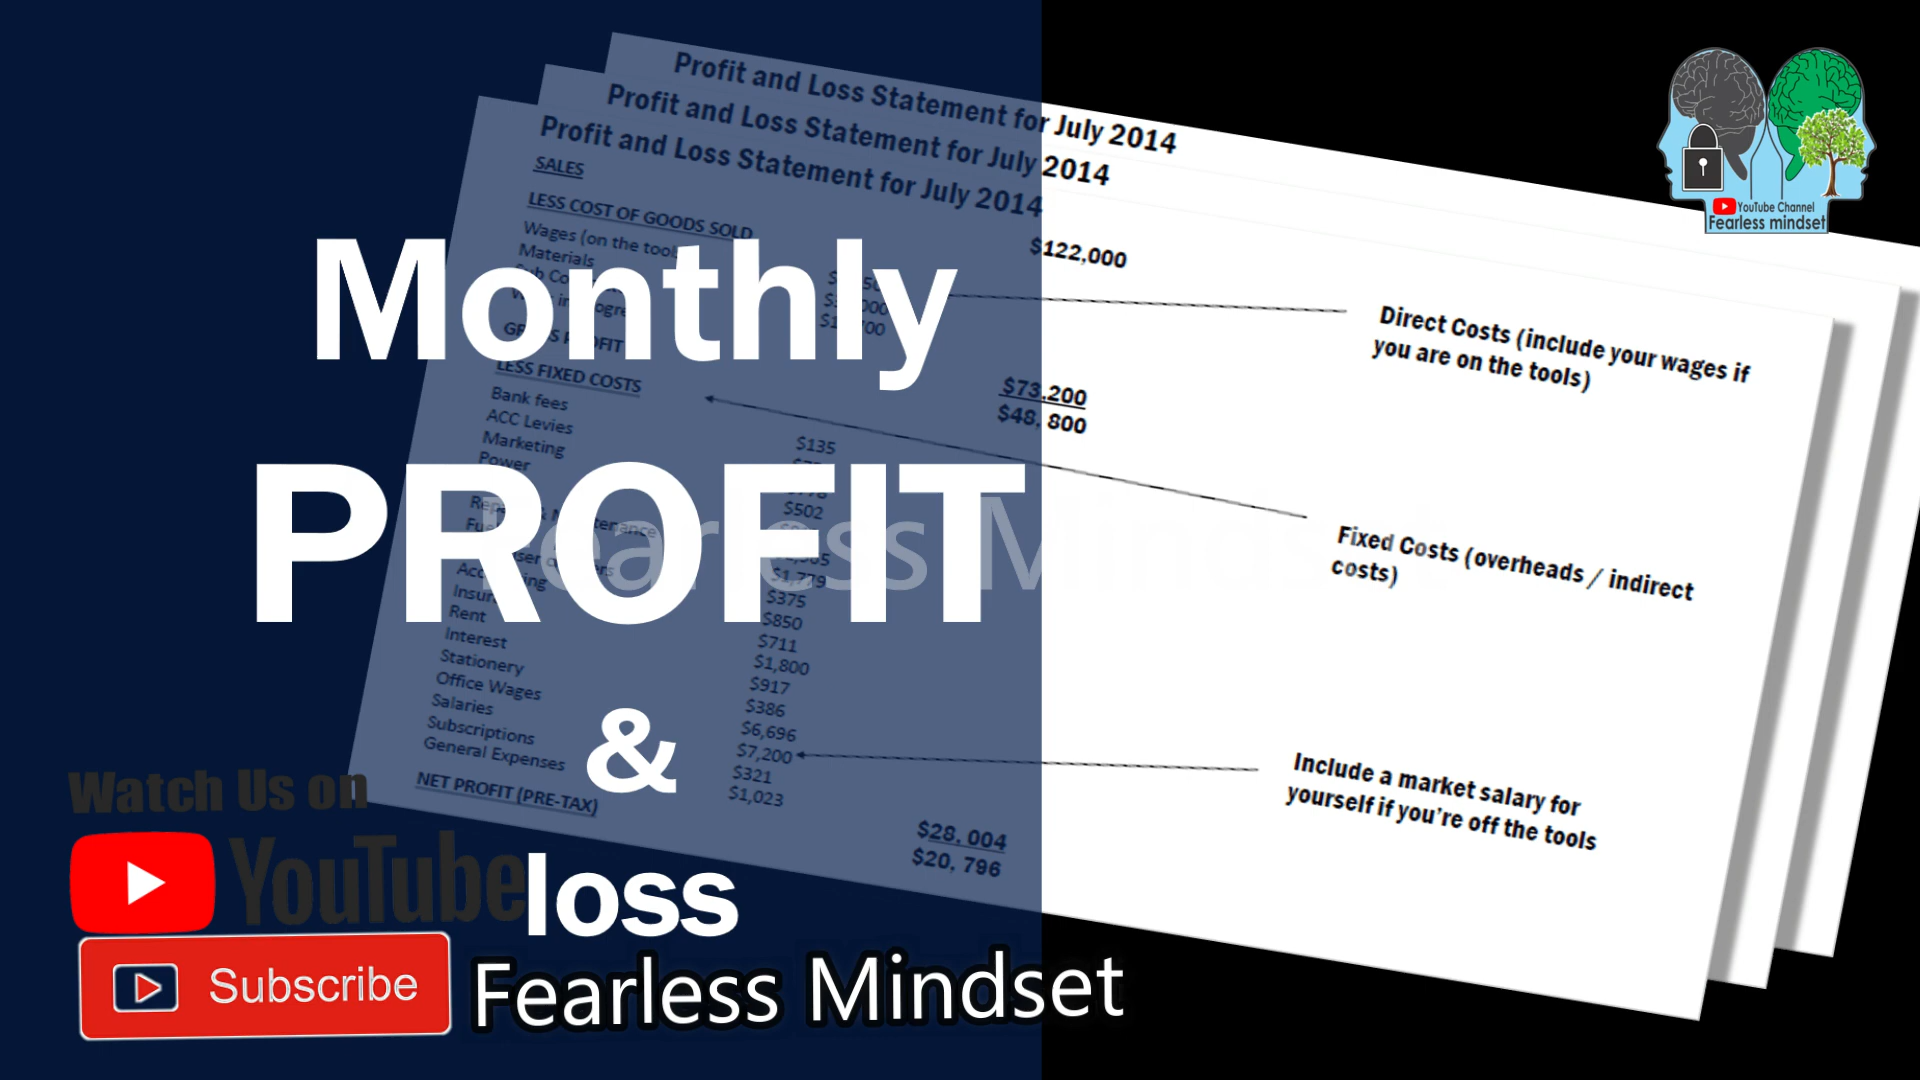 Profit and Loss Statement for July 2014
Profit and Loss Statement for July 2014
Profit and Loss Statement for July 2014
SALES
$122,000
LESS COST OF GOODS SOLD
Wages (on the tools
Materials
Direct Costs (include your wages if
you are on the tools)
$73,200
$48, 800
LESS FIXED COSTS
Bank fees
$135
ACC Levies
Marketing
Power
$502
Fixed Costs (overheads / indirect
costs)
$1,779
$375
$850
Rent
$711
Interest
$1,800
Stationery
$917
Office Wages
$386
Salaries
$6,696
Subscriptions
$7,200
General Expenses
$321
$1,023
Include a market salary for
yourself if you're off the tools
NET PROFIT (PRE-TAX)
$28, 004
$20, 796
Monthly
PROFIT
&
loss
Fearless Mindset
Watch Us on
YouTube
Subscribe
Fearless Mindset
YouTube Channel
Fearless mindset